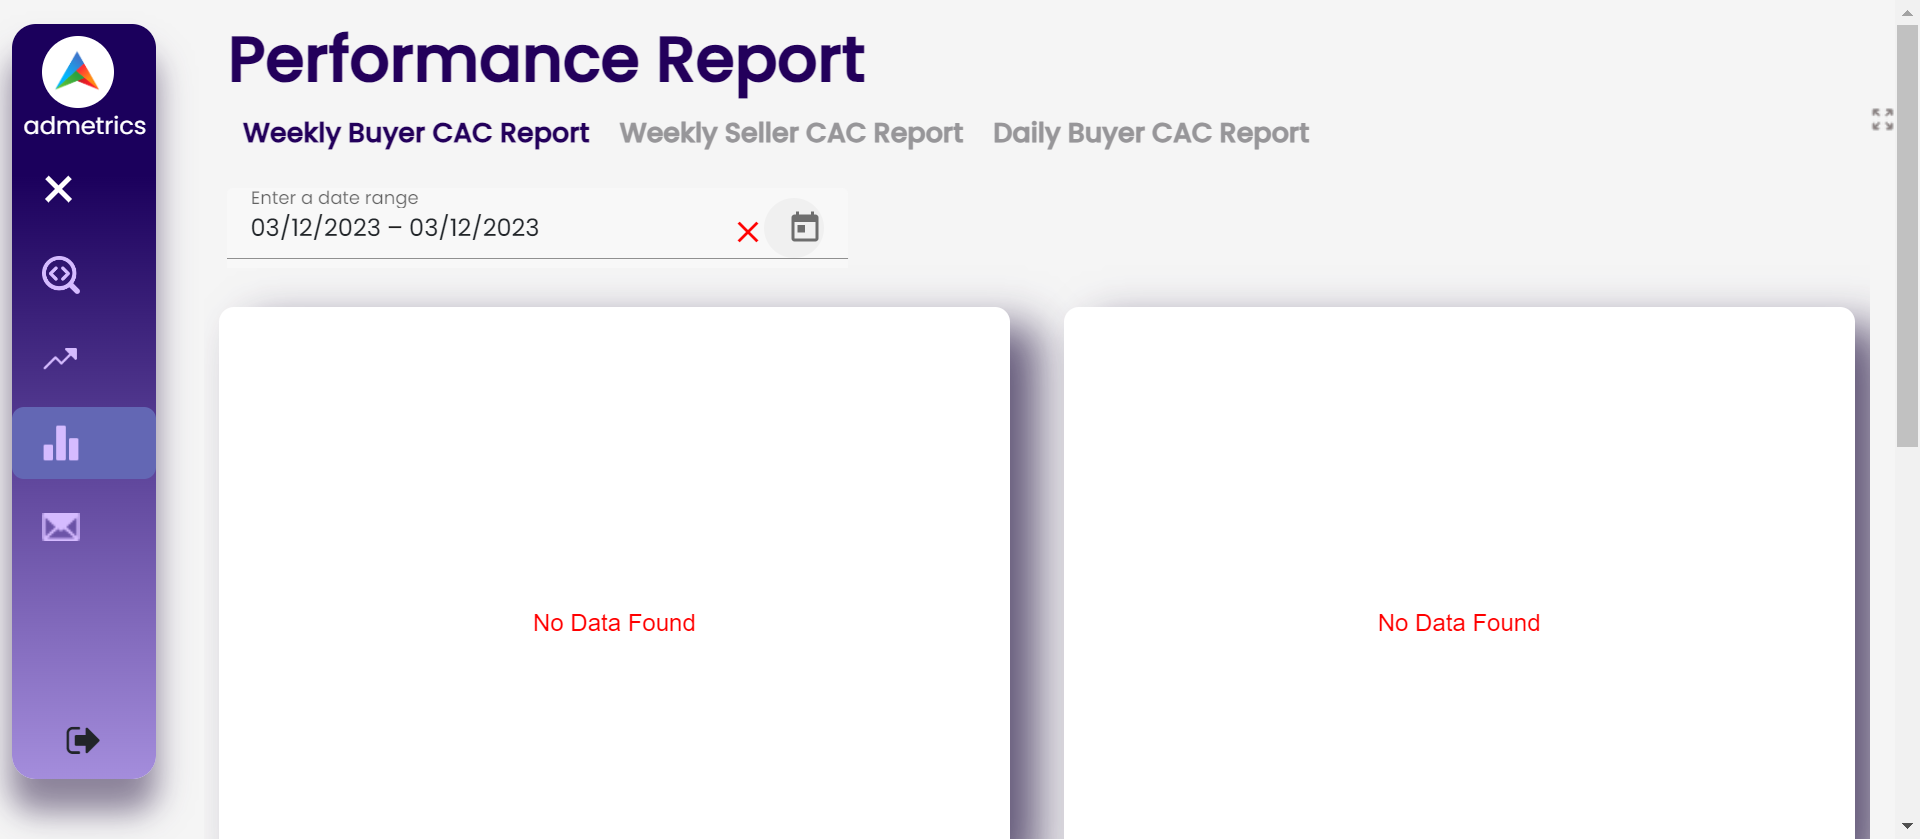 admetrics
Performance Report
Weekly Buyer CAC Report
Weekly Seller CAC Report
Daily Buyer CAC Report
Enter a date range
03/12/2023 – 03/12/2023
No Data Found
No Data Found